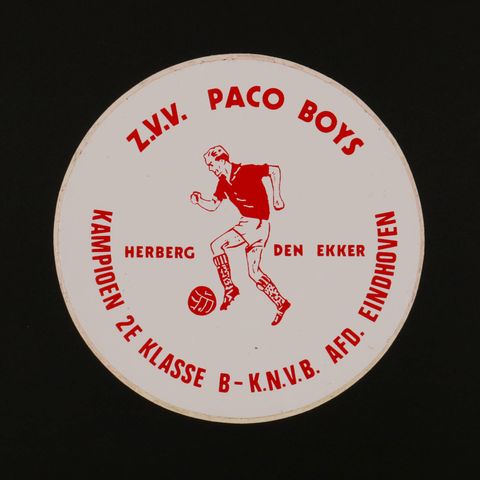 Z.V.V. PACO BOYS
HERBERG DEN EKKER
KAMPIOEN 2E KLASSE B - K.N.V.B. AFD. EINDHOVEN